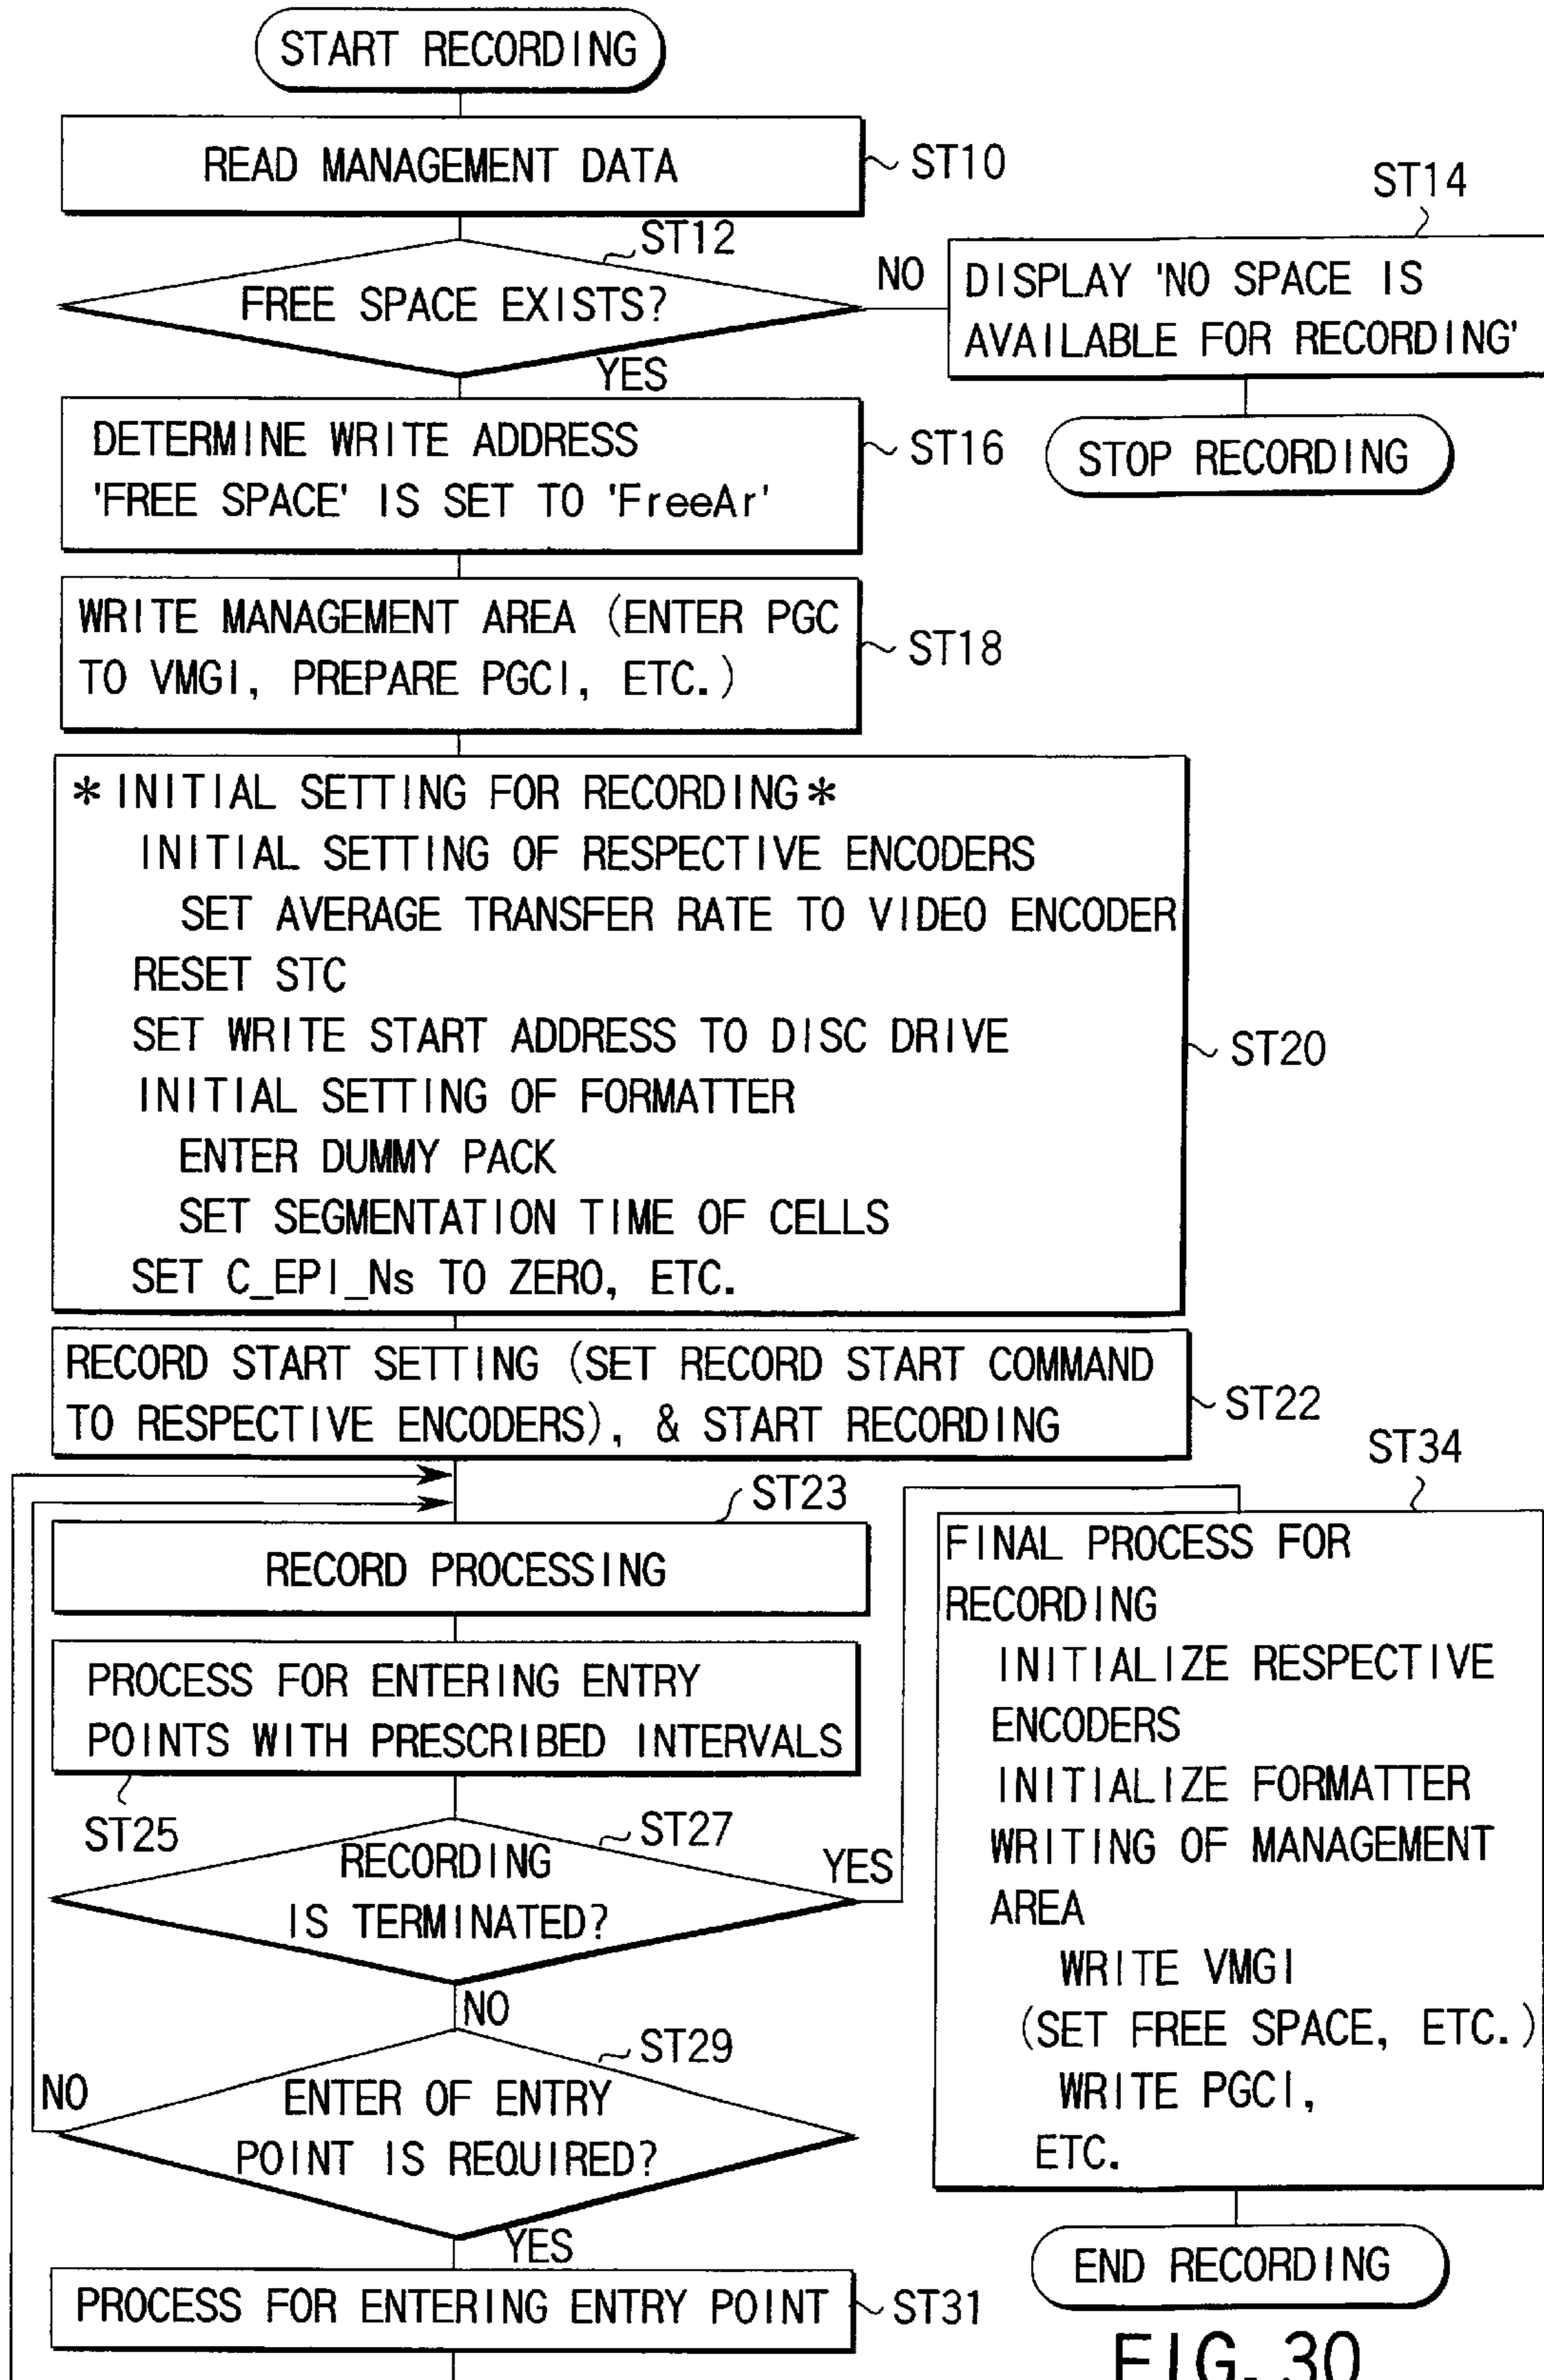 START RECORDING
READ MANAGEMENT DATA
ST10
ST12
FREE SPACE EXISTS?
NO
YES
ST14
DISPLAY 'NO SPACE IS
AVAILABLE FOR RECORDING'
STOP RECORDING
DETERMINE WRITE ADDRESS
'FREE SPACE' IS SET TO 'FreeAr'
ST16
WRITE MANAGEMENT AREA (ENTER PGC
TO VMGI, PREPARE PGCI, ETC.)
ST18
*INITIAL SETTING FOR RECORDING*
INITIAL SETTING OF RESPECTIVE ENCODERS
SET AVERAGE TRANSFER RATE TO VIDEO ENCODER
RESET STC
SET WRITE START ADDRESS TO DISC DRIVE
INITIAL SETTING OF FORMATTER
ENTER DUMMY PACK
SET SEGMENTATION TIME OF CELLS
SET C_EPI_Ns TO ZERO, ETC.
ST20
RECORD START SETTING (SET RECORD START COMMAND
TO RESPECTIVE ENCODERS), & START RECORDING
ST22
ST23
RECORD PROCESSING
PROCESS FOR ENTERING ENTRY
POINTS WITH PRESCRIBED INTERVALS
ST25
ST27
RECORDING
IS TERMINATED?
YES
NO
ST29
ENTER OF ENTRY
POINT IS REQUIRED?
NO
YES
PROCESS FOR ENTERING ENTRY POINT
ST31
ST34
FINAL PROCESS FOR
RECORDING
INITIALIZE RESPECTIVE
ENCODERS
INITIALIZE FORMATTER
WRITING OF MANAGEMENT
AREA
WRITE VMGI
(SET FREE SPACE, ETC.)
WRITE PGCI,
ETC.
END RECORDING
FIG. 30